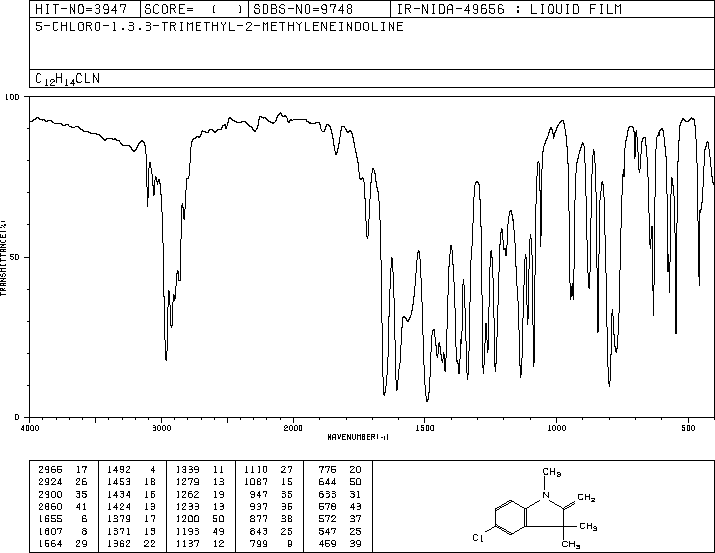 HIT-NO=3947 SCORE= ( ) SDBS-NO=9748 IR-NIDA-49656 : LIQUID FILM
5-CHLORO-1,3,3-TRIMETHYL-2-METHYLENEINDOLINE
C12H14CLN
100
50
0
TRANSMITTANCE(%)
4000 3000 2000 1500 1000 500
WAVENUMBER(-1)
2966 17 1492 4 1339 11 1110 27 776 20
2924 26 1453 18 1279 13 1087 15 644 50
2900 35 1434 16 1262 19 947 35 633 31
2860 41 1424 13 1233 13 937 36 578 43
1655 6 1379 17 1200 50 877 38 572 37
1607 8 1371 13 1193 49 843 25 547 25
1564 29 1362 22 1137 12 799 9 459 39
CH3
N
CH2
Cl
CH3
CH3